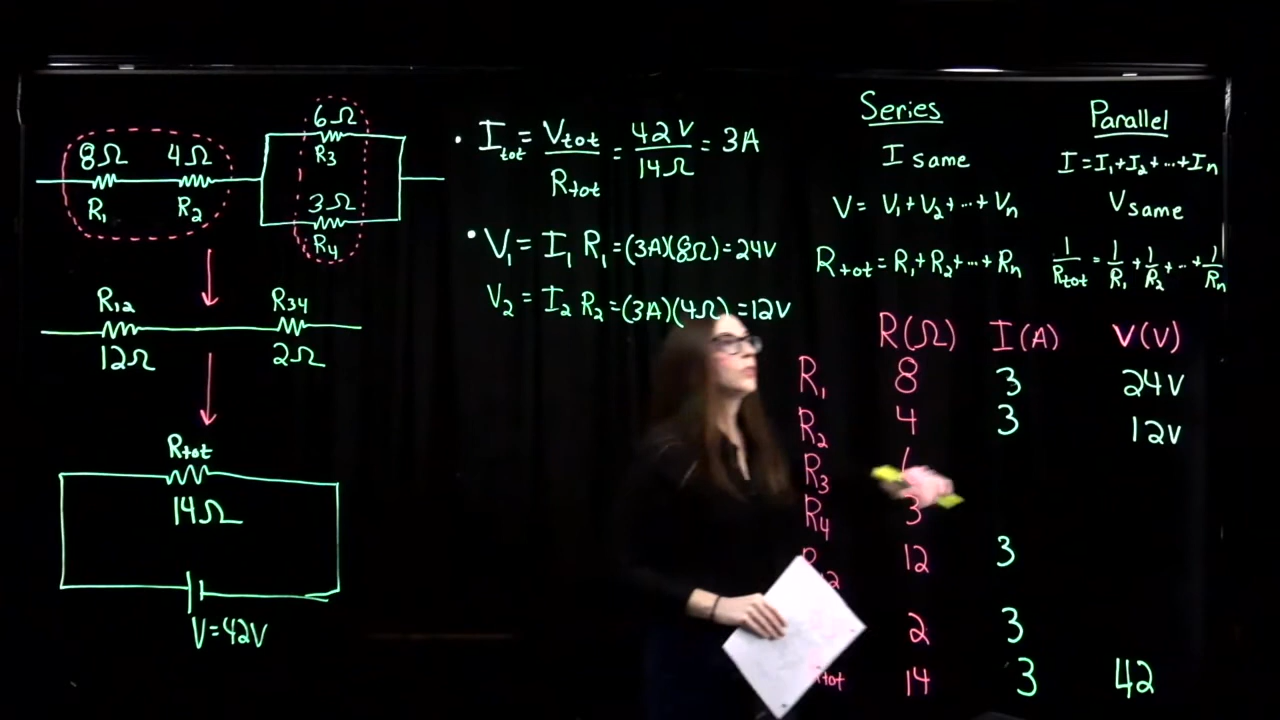 6Ω
R3
8Ω 4Ω
R1 R2
3Ω
R4
R12 R34
12Ω 2Ω
Rtot
14Ω
V=42V
• Itot = Vtot/Rtot = 42V/14Ω = 3A
• V1 = I1 R1 = (3A)(8Ω) = 24V
V2 = I2 R2 = (3A)(4Ω) = 12V
Series
I same
V = V1 + V2 + ... + Vn
Rtot = R1 + R2 + ... + Rn
Parallel
I = I1 + I2 + ... + In
V same
1/Rtot = 1/R1 + 1/R2 + ... + 1/Rn
R(Ω) I(A) V(V)
R1 8 3 24V
R2 4 3 12V
R3
R4 3
12 3
2 3
tot 14 3 42